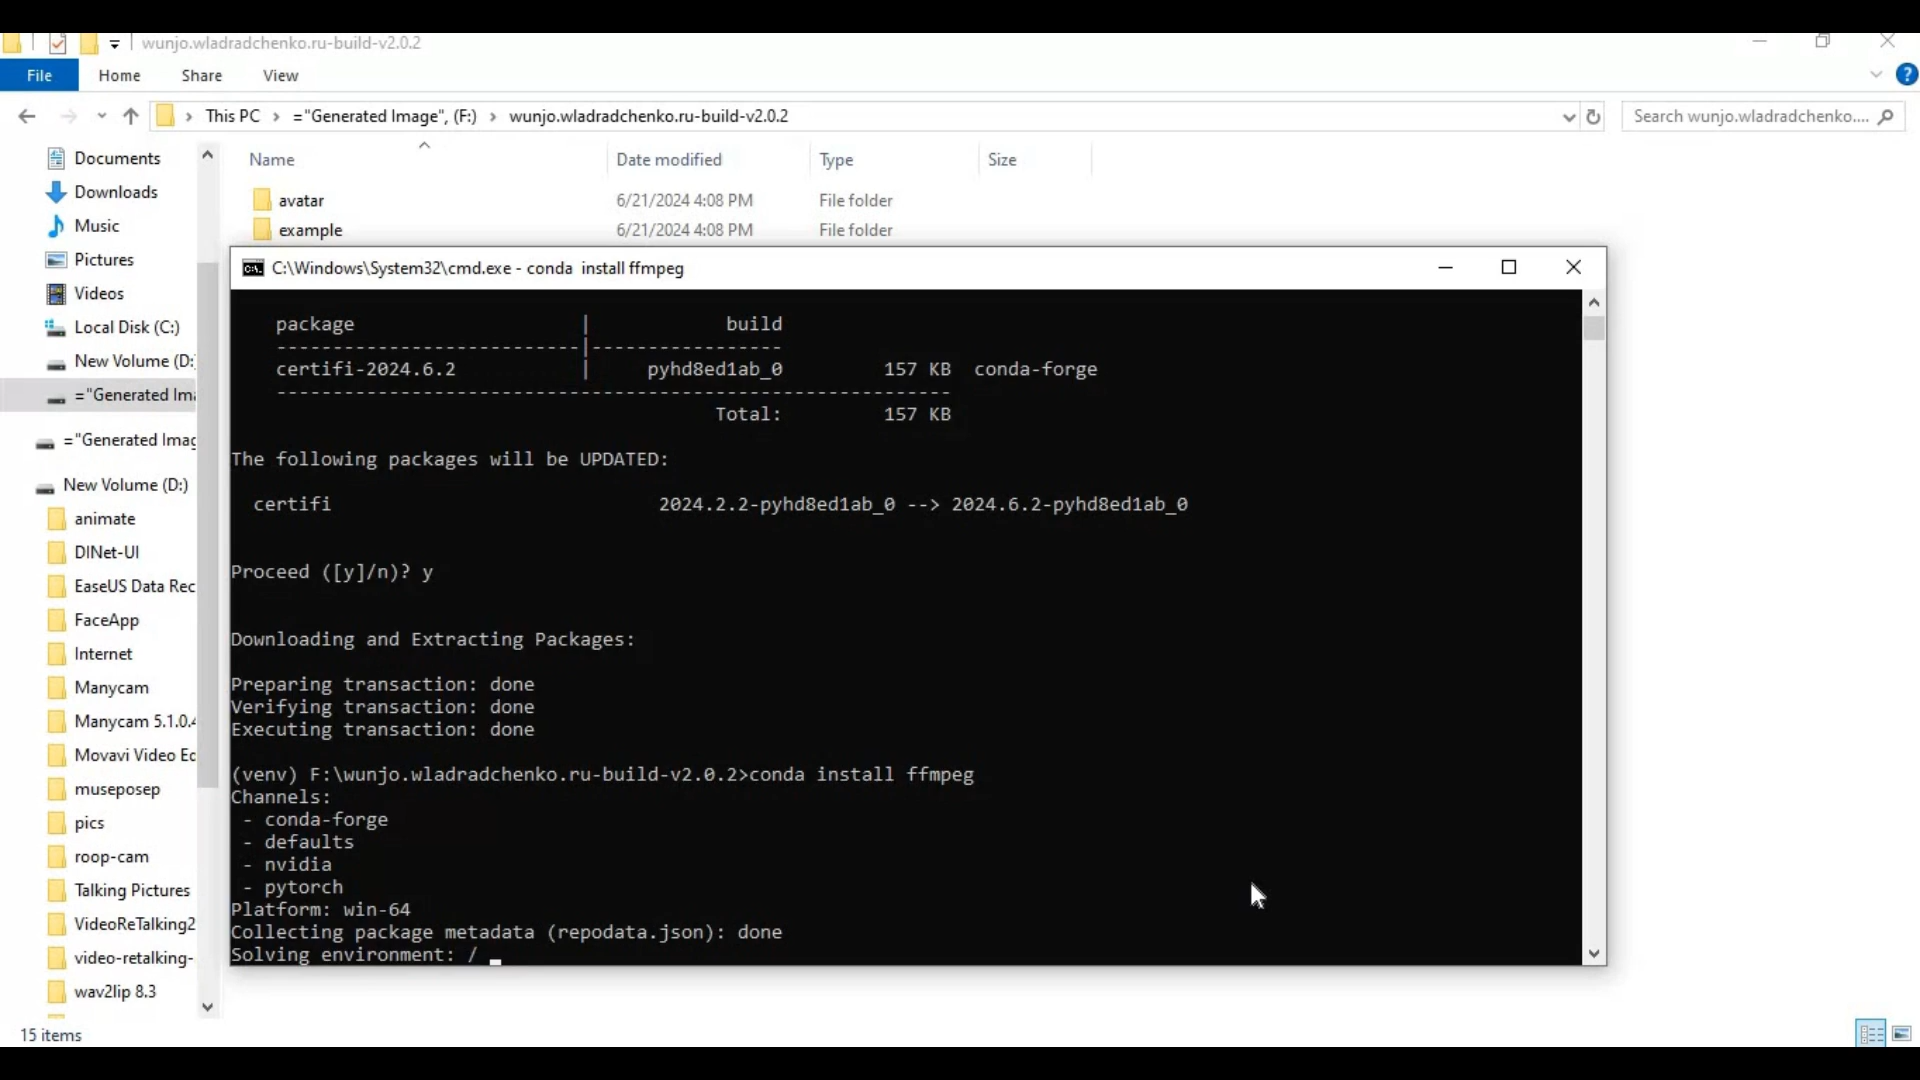 wunjo.wladradchenko.ru-build-v2.0.2
File Home Share View
This PC > ="Generated Image", (F:) > wunjo.wladradchenko.ru-build-v2.0.2
Search wunjo.wladradchenko....
Documents
Downloads
Music
Pictures
Videos
Local Disk (C:)
New Volume (D:
="Generated Ima
="Generated Imag
New Volume (D:)
animate
DINet-UI
EaseUS Data Rec
FaceApp
Internet
Manycam
Manycam 5.1.0.4
Movavi Video Ed
museposep
pics
roop-cam
Talking Pictures
VideoReTalking2
video-retalking-
wav2lip 8.3
Name Date modified Type Size
avatar 6/21/2024 4:08 PM File folder
example 6/21/2024 4:08 PM File folder
C:\Windows\System32\cmd.exe - conda  install ffmpeg
package | build
---------------------------|-----------------
certifi-2024.6.2 | pyhd8ed1ab_0 157 KB conda-forge
------------------------------------------------------------
Total: 157 KB
The following packages will be UPDATED:
certifi 2024.2.2-pyhd8ed1ab_0 --> 2024.6.2-pyhd8ed1ab_0
Proceed ([y]/n)? y
Downloading and Extracting Packages:
Preparing transaction: done
Verifying transaction: done
Executing transaction: done
(venv) F:\wunjo.wladradchenko.ru-build-v2.0.2>conda install ffmpeg
Channels:
- conda-forge
- defaults
- nvidia
- pytorch
Platform: win-64
Collecting package metadata (repodata.json): done
Solving environment: / _
15 items